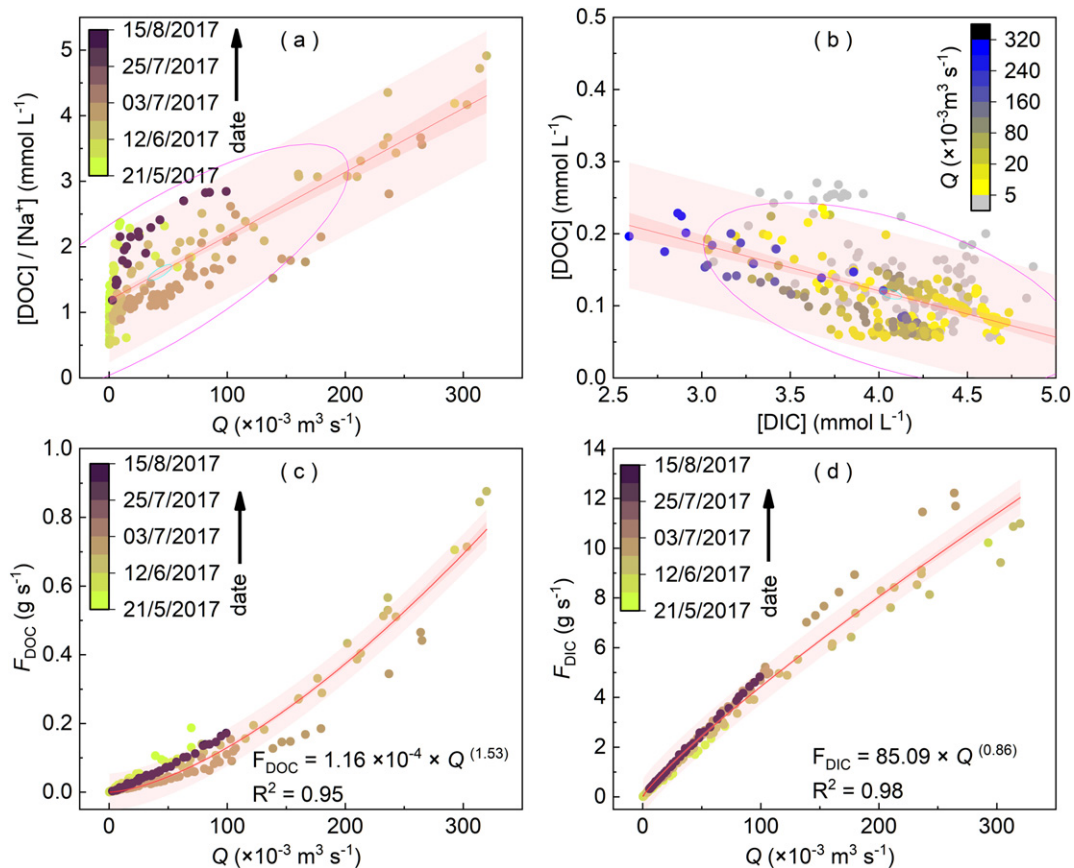 ( a )
15/8/2017
25/7/2017
03/7/2017
12/6/2017
21/5/2017
date
[DOC] / [Na⁺] (mmol L⁻¹)
5
4
3
2
1
0
0 100 200 300
Q (×10⁻³ m³ s⁻¹)
( b )
320
240
160
80
20
5
Q (×10⁻³m³ s⁻¹)
[DOC] (mmol L⁻¹)
0.5
0.4
0.3
0.2
0.1
0.0
2.5 3.0 3.5 4.0 4.5 5.0
[DIC] (mmol L⁻¹)
( c )
15/8/2017
25/7/2017
03/7/2017
12/6/2017
21/5/2017
date
F_DOC (g s⁻¹)
1.0
0.8
0.6
0.4
0.2
0.0
F_DOC = 1.16 ×10⁻⁴ × Q ⁽¹·⁵³⁾
R² = 0.95
0 100 200 300
Q (×10⁻³ m³ s⁻¹)
( d )
15/8/2017
25/7/2017
03/7/2017
12/6/2017
21/5/2017
date
F_DIC (g s⁻¹)
14
12
10
8
6
4
2
0
F_DIC = 85.09 × Q ⁽⁰·⁸⁶⁾
R² = 0.98
0 100 200 300
Q (×10⁻³ m³ s⁻¹)